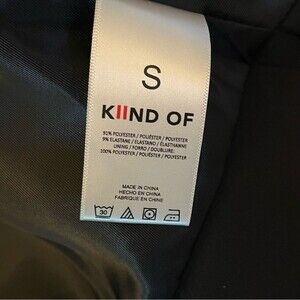 S
KIIND OF
91% POLYESTER / POLIÉSTER / POLYESTER
9% ELASTANE / ELASTANO / ÉLASTHANNE
LINING / FORRO / DOUBLURE:
100% POLYESTER / POLIÉSTER / POLYESTER
MADE IN CHINA
HECHO EN CHINA
FABRIQUÉ EN CHINE
30